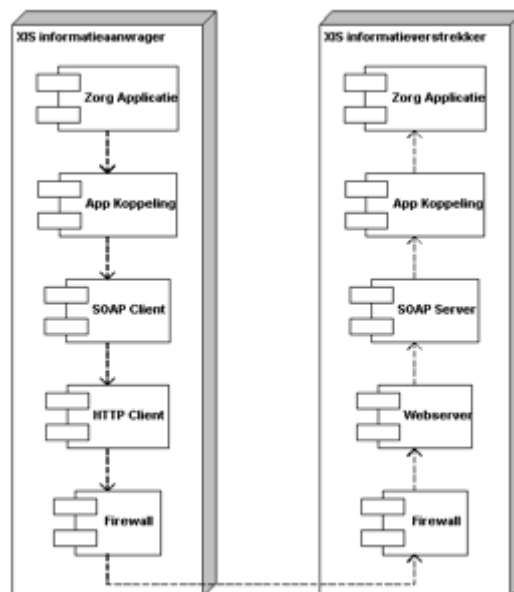 XIS informatieaanvrager
Zorg Applicatie
App Koppeling
SOAP Client
HTTP Client
Firewall
XIS informatieverstrekker
Zorg Applicatie
App Koppeling
SOAP Server
Webserver
Firewall